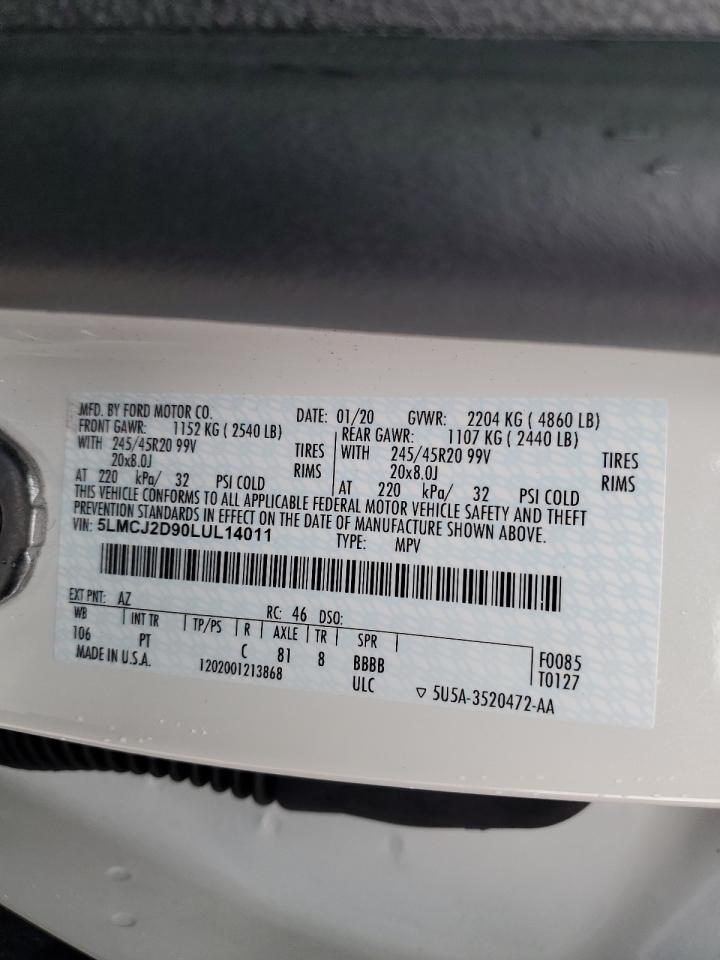 MFD. BY FORD MOTOR CO. DATE: 01/20 GVWR: 2204 KG ( 4860 LB)
FRONT GAWR: 1152 KG ( 2540 LB) REAR GAWR: 1107 KG ( 2440 LB)
WITH 245/45R20 99V TIRES WITH 245/45R20 99V TIRES
20x8.0J RIMS 20x8.0J RIMS
AT 220 kPa/ 32 PSI COLD AT 220 kPa/ 32 PSI COLD
THIS VEHICLE CONFORMS TO ALL APPLICABLE FEDERAL MOTOR VEHICLE SAFETY AND THEFT
PREVENTION STANDARDS IN EFFECT ON THE DATE OF MANUFACTURE SHOWN ABOVE.
VIN: 5LMCJ2D90LUL14011 TYPE: MPV
EXT PNT: AZ RC: 46 DSO:
WB INT TR TP/PS R AXLE TR SPR
106 PT C 81 8 BBBB F0085
MADE IN U.S.A. 1202001213868 ULC T0127
5U5A-3520472-AA